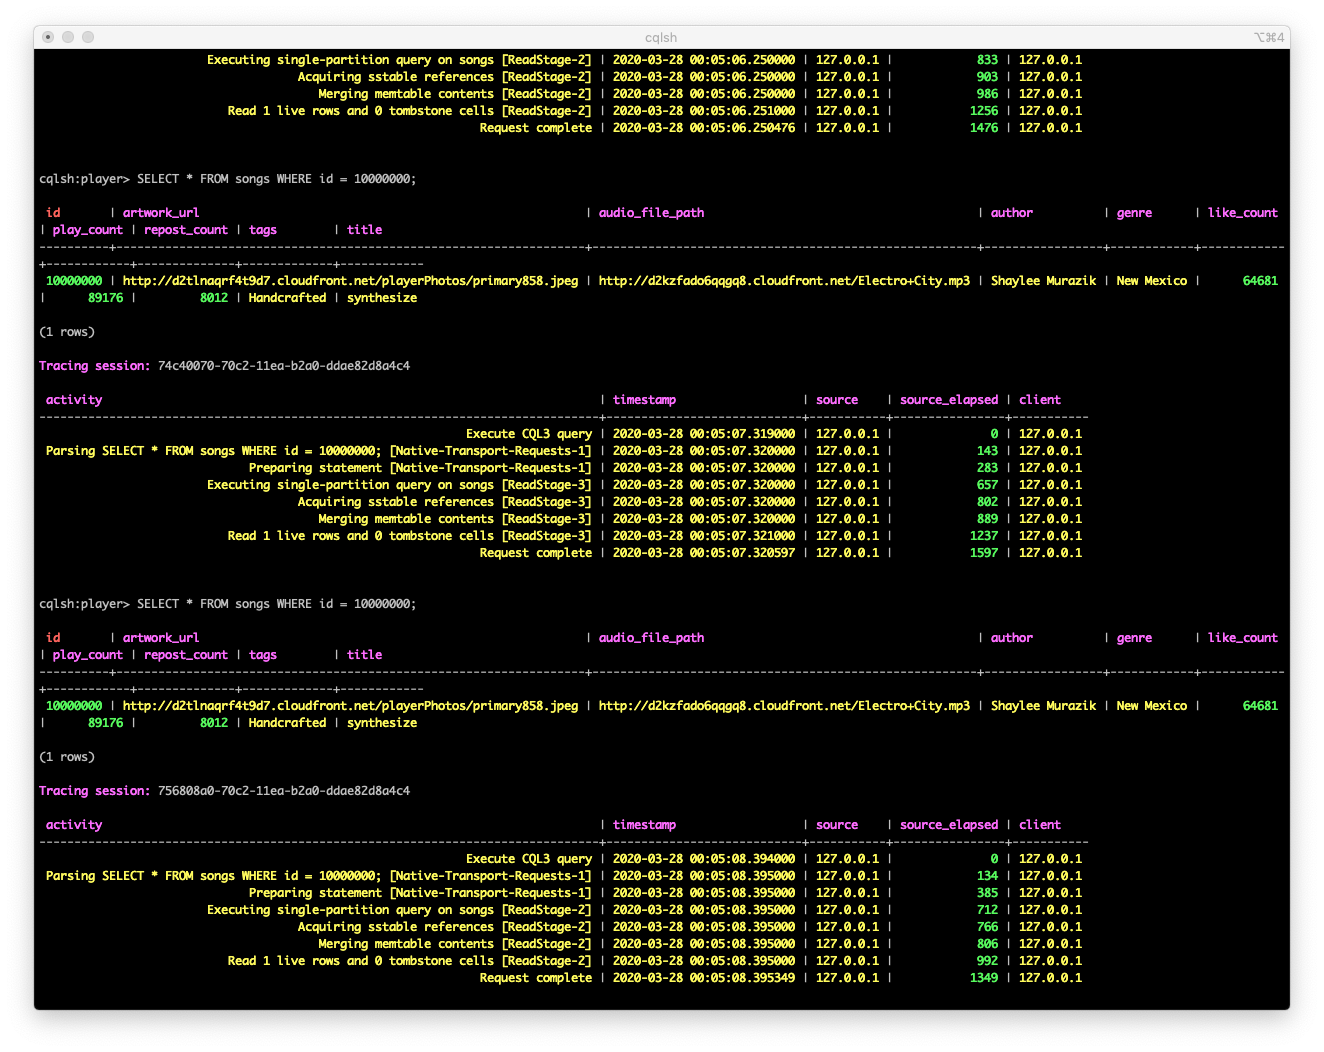 cqlsh
⌥⌘4
Executing single-partition query on songs [ReadStage-2] | 2020-03-28 00:05:06.250000 | 127.0.0.1 | 833 | 127.0.0.1
Acquiring sstable references [ReadStage-2] | 2020-03-28 00:05:06.250000 | 127.0.0.1 | 903 | 127.0.0.1
Merging memtable contents [ReadStage-2] | 2020-03-28 00:05:06.250000 | 127.0.0.1 | 986 | 127.0.0.1
Read 1 live rows and 0 tombstone cells [ReadStage-2] | 2020-03-28 00:05:06.251000 | 127.0.0.1 | 1256 | 127.0.0.1
Request complete | 2020-03-28 00:05:06.250476 | 127.0.0.1 | 1476 | 127.0.0.1
cqlsh:player> SELECT * FROM songs WHERE id = 10000000;
id | artwork_url | audio_file_path | author | genre | like_count
| play_count | repost_count | tags | title
10000000 | http://d2tlnaqrf4t9d7.cloudfront.net/playerPhotos/primary858.jpeg | http://d2kzfado6qqgq8.cloudfront.net/Electro+City.mp3 | Shaylee Murazik | New Mexico | 64681
| 89176 | 8012 | Handcrafted | synthesize
(1 rows)
Tracing session: 74c40070-70c2-11ea-b2a0-ddae82d8a4c4
activity | timestamp | source | source_elapsed | client
Execute CQL3 query | 2020-03-28 00:05:07.319000 | 127.0.0.1 | 0 | 127.0.0.1
Parsing SELECT * FROM songs WHERE id = 10000000; [Native-Transport-Requests-1] | 2020-03-28 00:05:07.320000 | 127.0.0.1 | 143 | 127.0.0.1
Preparing statement [Native-Transport-Requests-1] | 2020-03-28 00:05:07.320000 | 127.0.0.1 | 283 | 127.0.0.1
Executing single-partition query on songs [ReadStage-3] | 2020-03-28 00:05:07.320000 | 127.0.0.1 | 657 | 127.0.0.1
Acquiring sstable references [ReadStage-3] | 2020-03-28 00:05:07.320000 | 127.0.0.1 | 802 | 127.0.0.1
Merging memtable contents [ReadStage-3] | 2020-03-28 00:05:07.320000 | 127.0.0.1 | 889 | 127.0.0.1
Read 1 live rows and 0 tombstone cells [ReadStage-3] | 2020-03-28 00:05:07.321000 | 127.0.0.1 | 1237 | 127.0.0.1
Request complete | 2020-03-28 00:05:07.320597 | 127.0.0.1 | 1597 | 127.0.0.1
cqlsh:player> SELECT * FROM songs WHERE id = 10000000;
id | artwork_url | audio_file_path | author | genre | like_count
| play_count | repost_count | tags | title
10000000 | http://d2tlnaqrf4t9d7.cloudfront.net/playerPhotos/primary858.jpeg | http://d2kzfado6qqgq8.cloudfront.net/Electro+City.mp3 | Shaylee Murazik | New Mexico | 64681
| 89176 | 8012 | Handcrafted | synthesize
(1 rows)
Tracing session: 756808a0-70c2-11ea-b2a0-ddae82d8a4c4
activity | timestamp | source | source_elapsed | client
Execute CQL3 query | 2020-03-28 00:05:08.394000 | 127.0.0.1 | 0 | 127.0.0.1
Parsing SELECT * FROM songs WHERE id = 10000000; [Native-Transport-Requests-1] | 2020-03-28 00:05:08.395000 | 127.0.0.1 | 134 | 127.0.0.1
Preparing statement [Native-Transport-Requests-1] | 2020-03-28 00:05:08.395000 | 127.0.0.1 | 385 | 127.0.0.1
Executing single-partition query on songs [ReadStage-2] | 2020-03-28 00:05:08.395000 | 127.0.0.1 | 712 | 127.0.0.1
Acquiring sstable references [ReadStage-2] | 2020-03-28 00:05:08.395000 | 127.0.0.1 | 766 | 127.0.0.1
Merging memtable contents [ReadStage-2] | 2020-03-28 00:05:08.395000 | 127.0.0.1 | 806 | 127.0.0.1
Read 1 live rows and 0 tombstone cells [ReadStage-2] | 2020-03-28 00:05:08.395000 | 127.0.0.1 | 992 | 127.0.0.1
Request complete | 2020-03-28 00:05:08.395349 | 127.0.0.1 | 1349 | 127.0.0.1